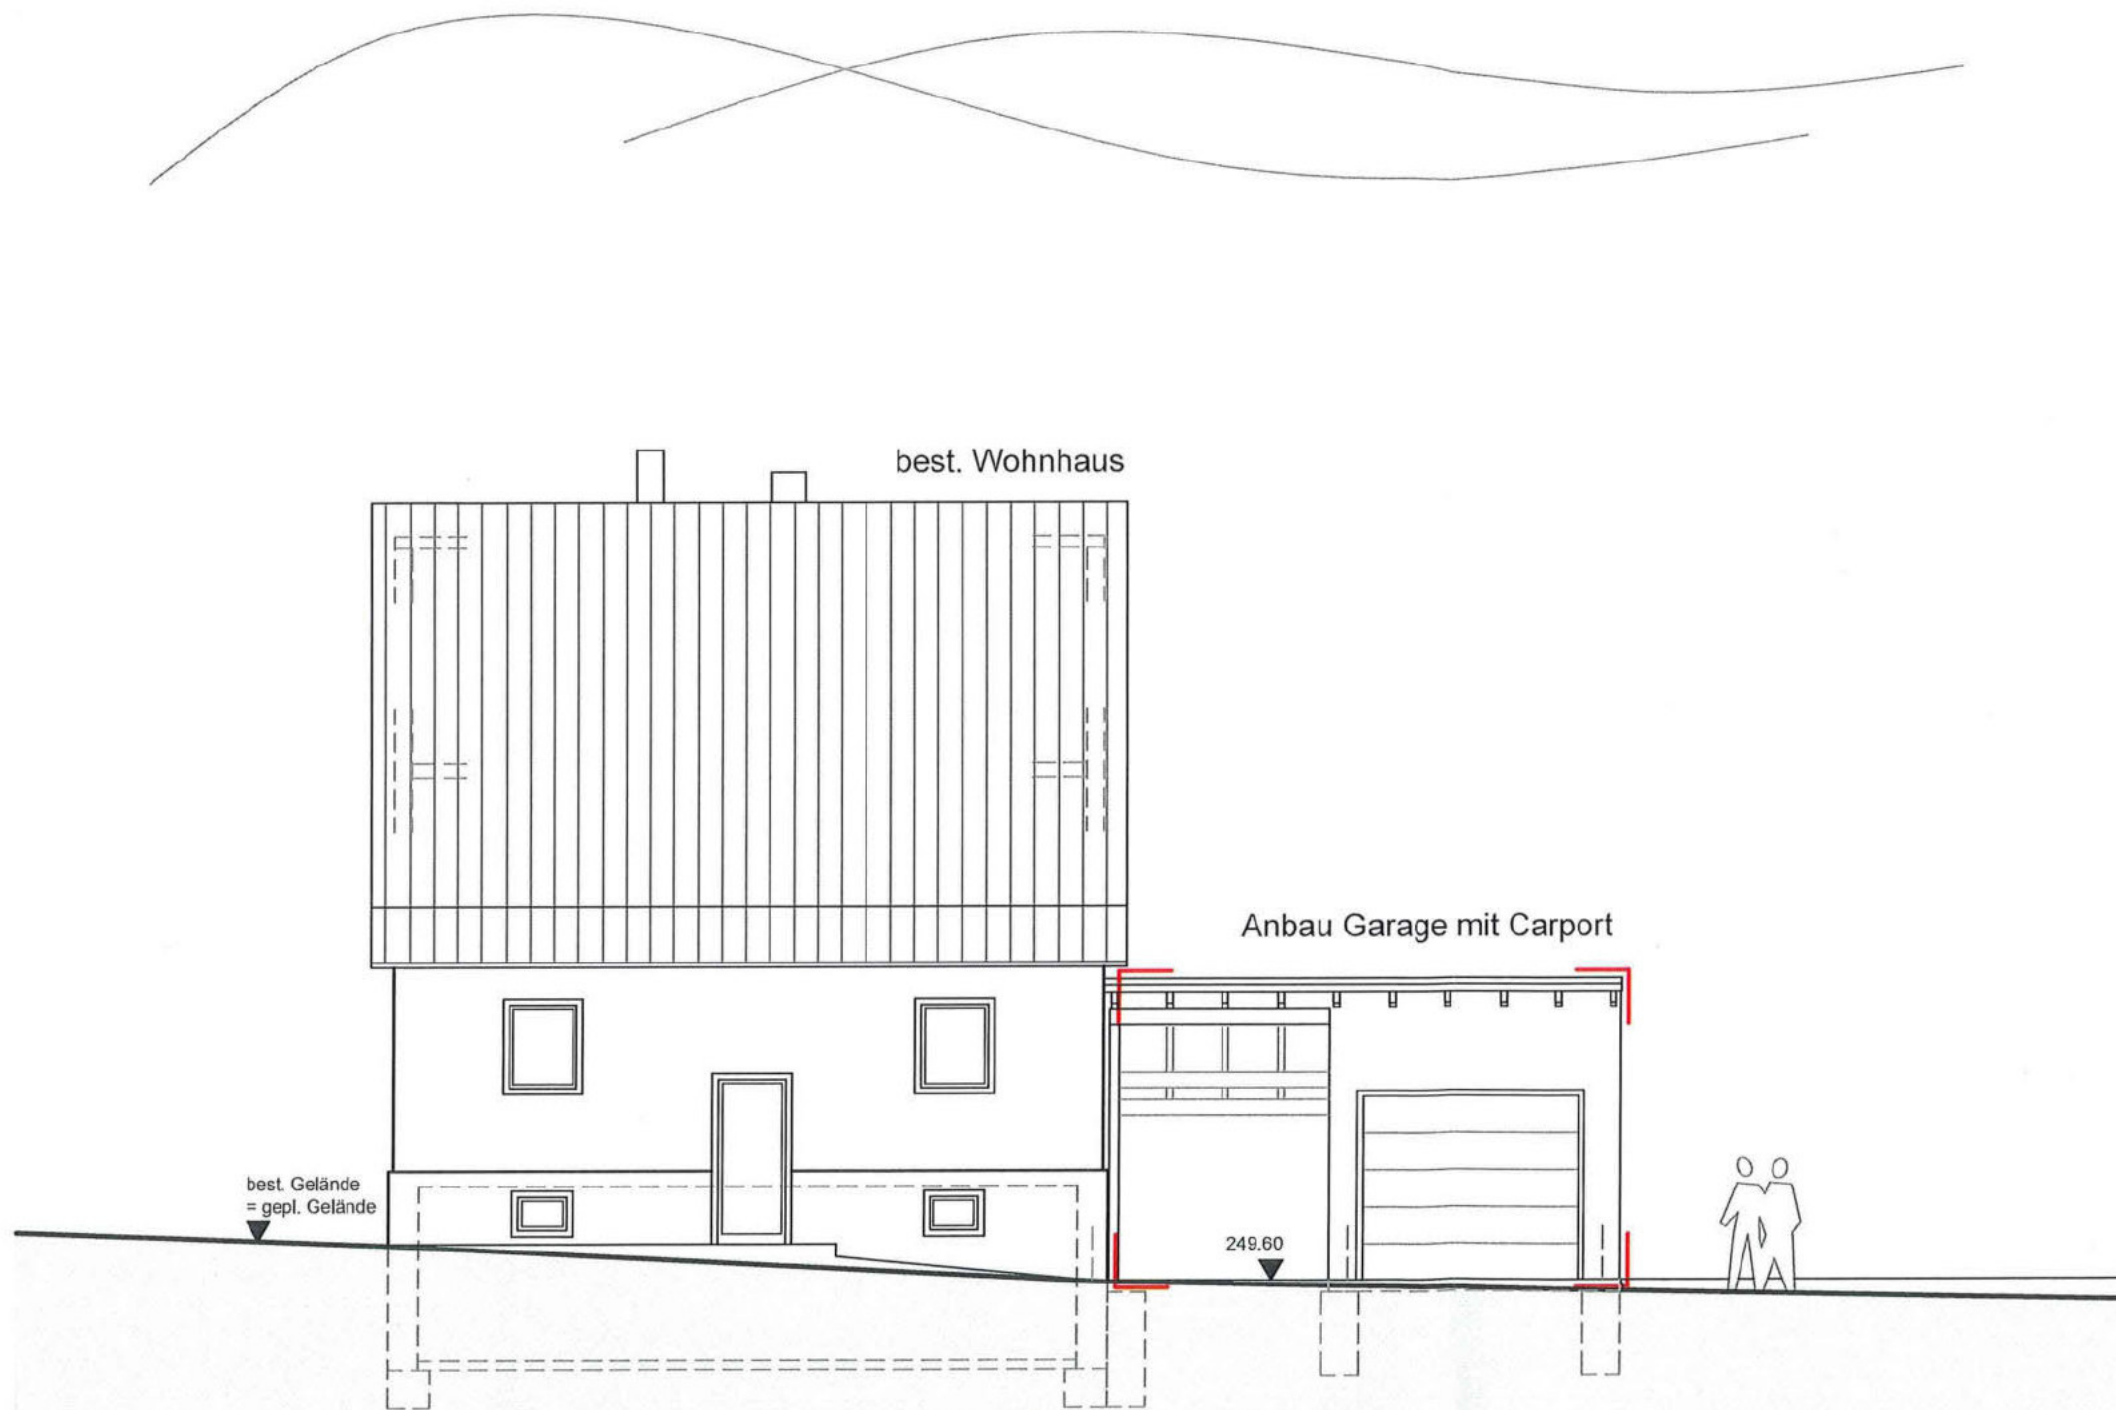 best. Wohnhaus
Anbau Garage mit Carport
best. Gelände
= gepl. Gelände
249.60